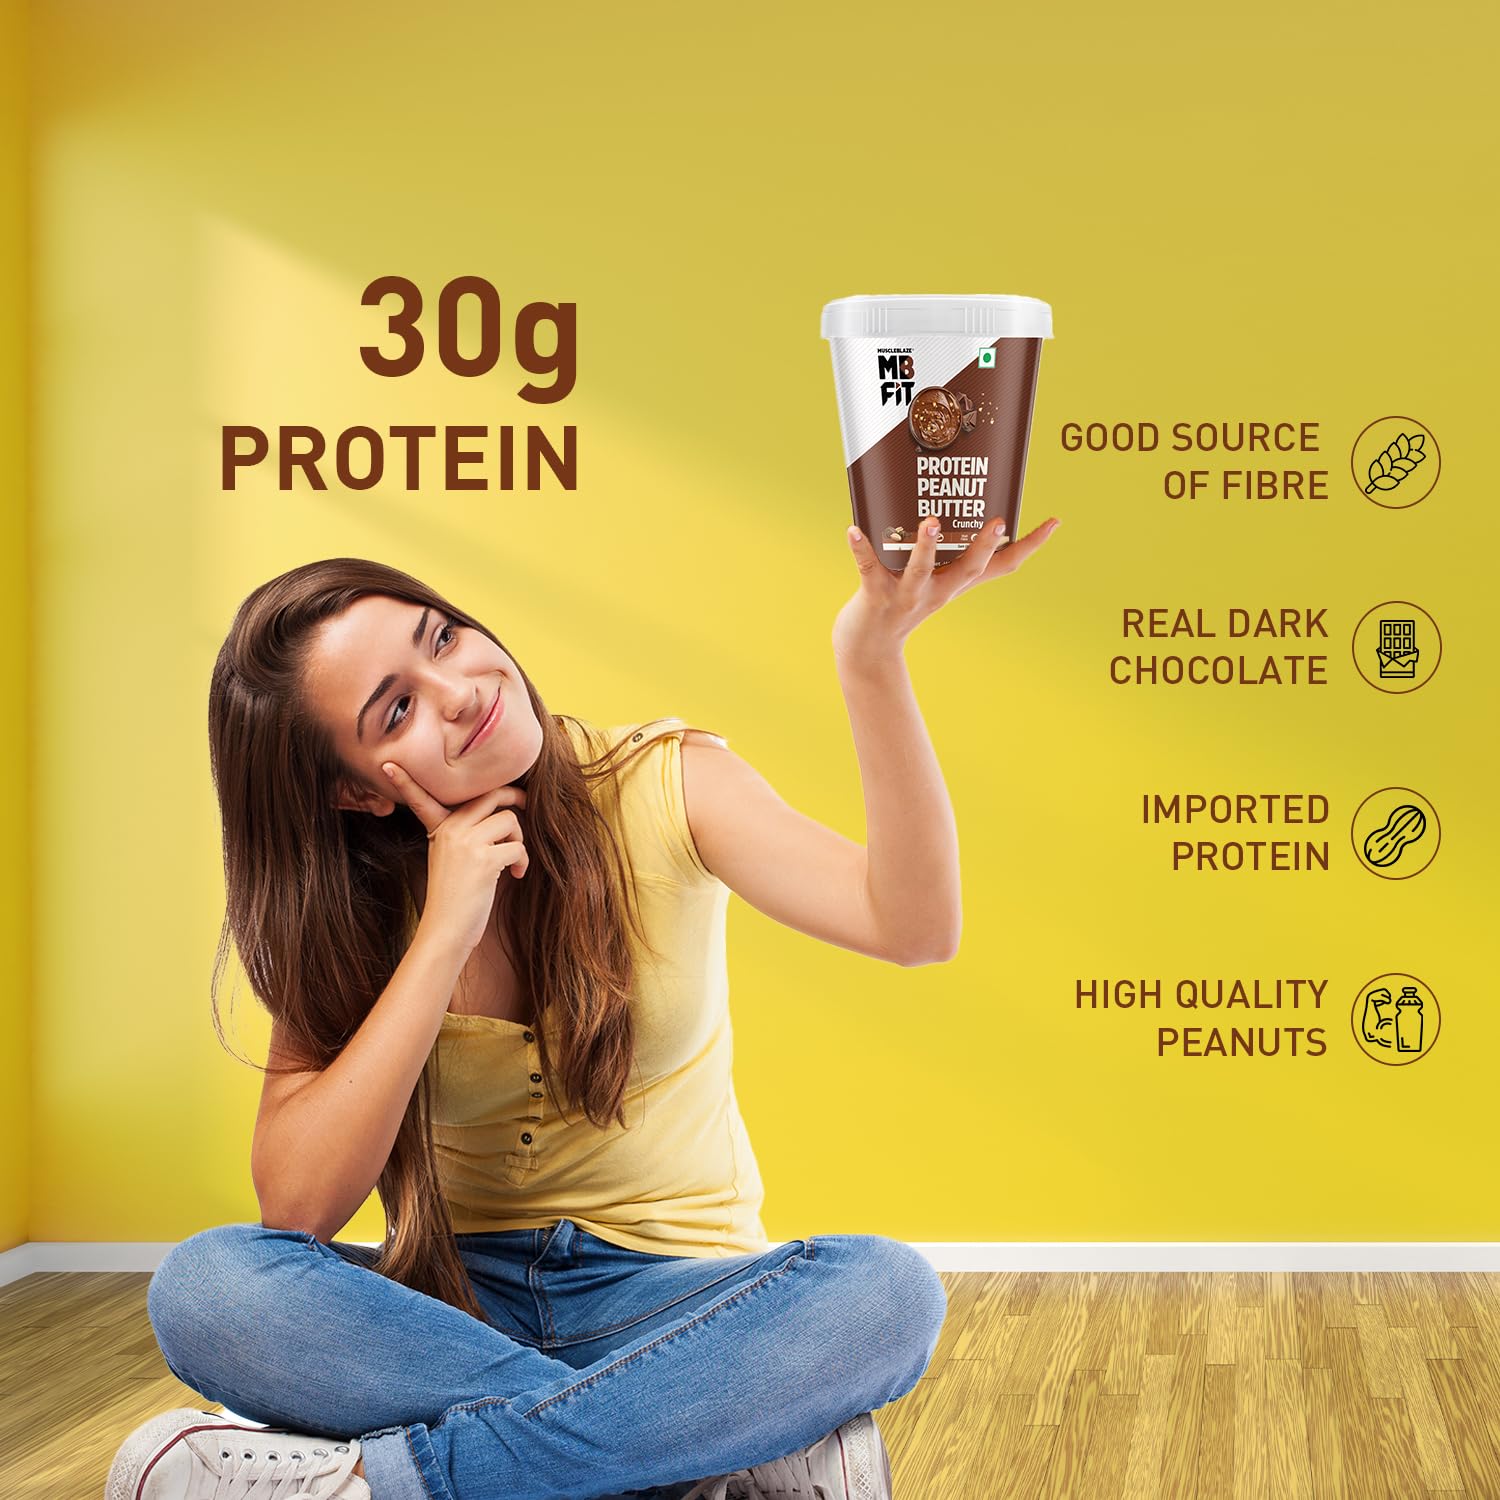 30g
PROTEIN
MUSCLEBLAZE
MB
FIT
PROTEIN
PEANUT
BUTTER
Crunchy
GOOD SOURCE
OF FIBRE
REAL DARK
CHOCOLATE
IMPORTED
PROTEIN
HIGH QUALITY
PEANUTS